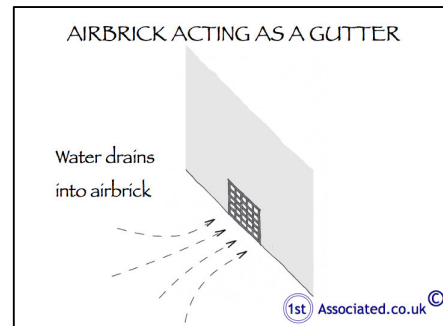 AIRBRICK ACTING AS A GUTTER
Water drains
into airbrick
1st Associated.co.uk ©